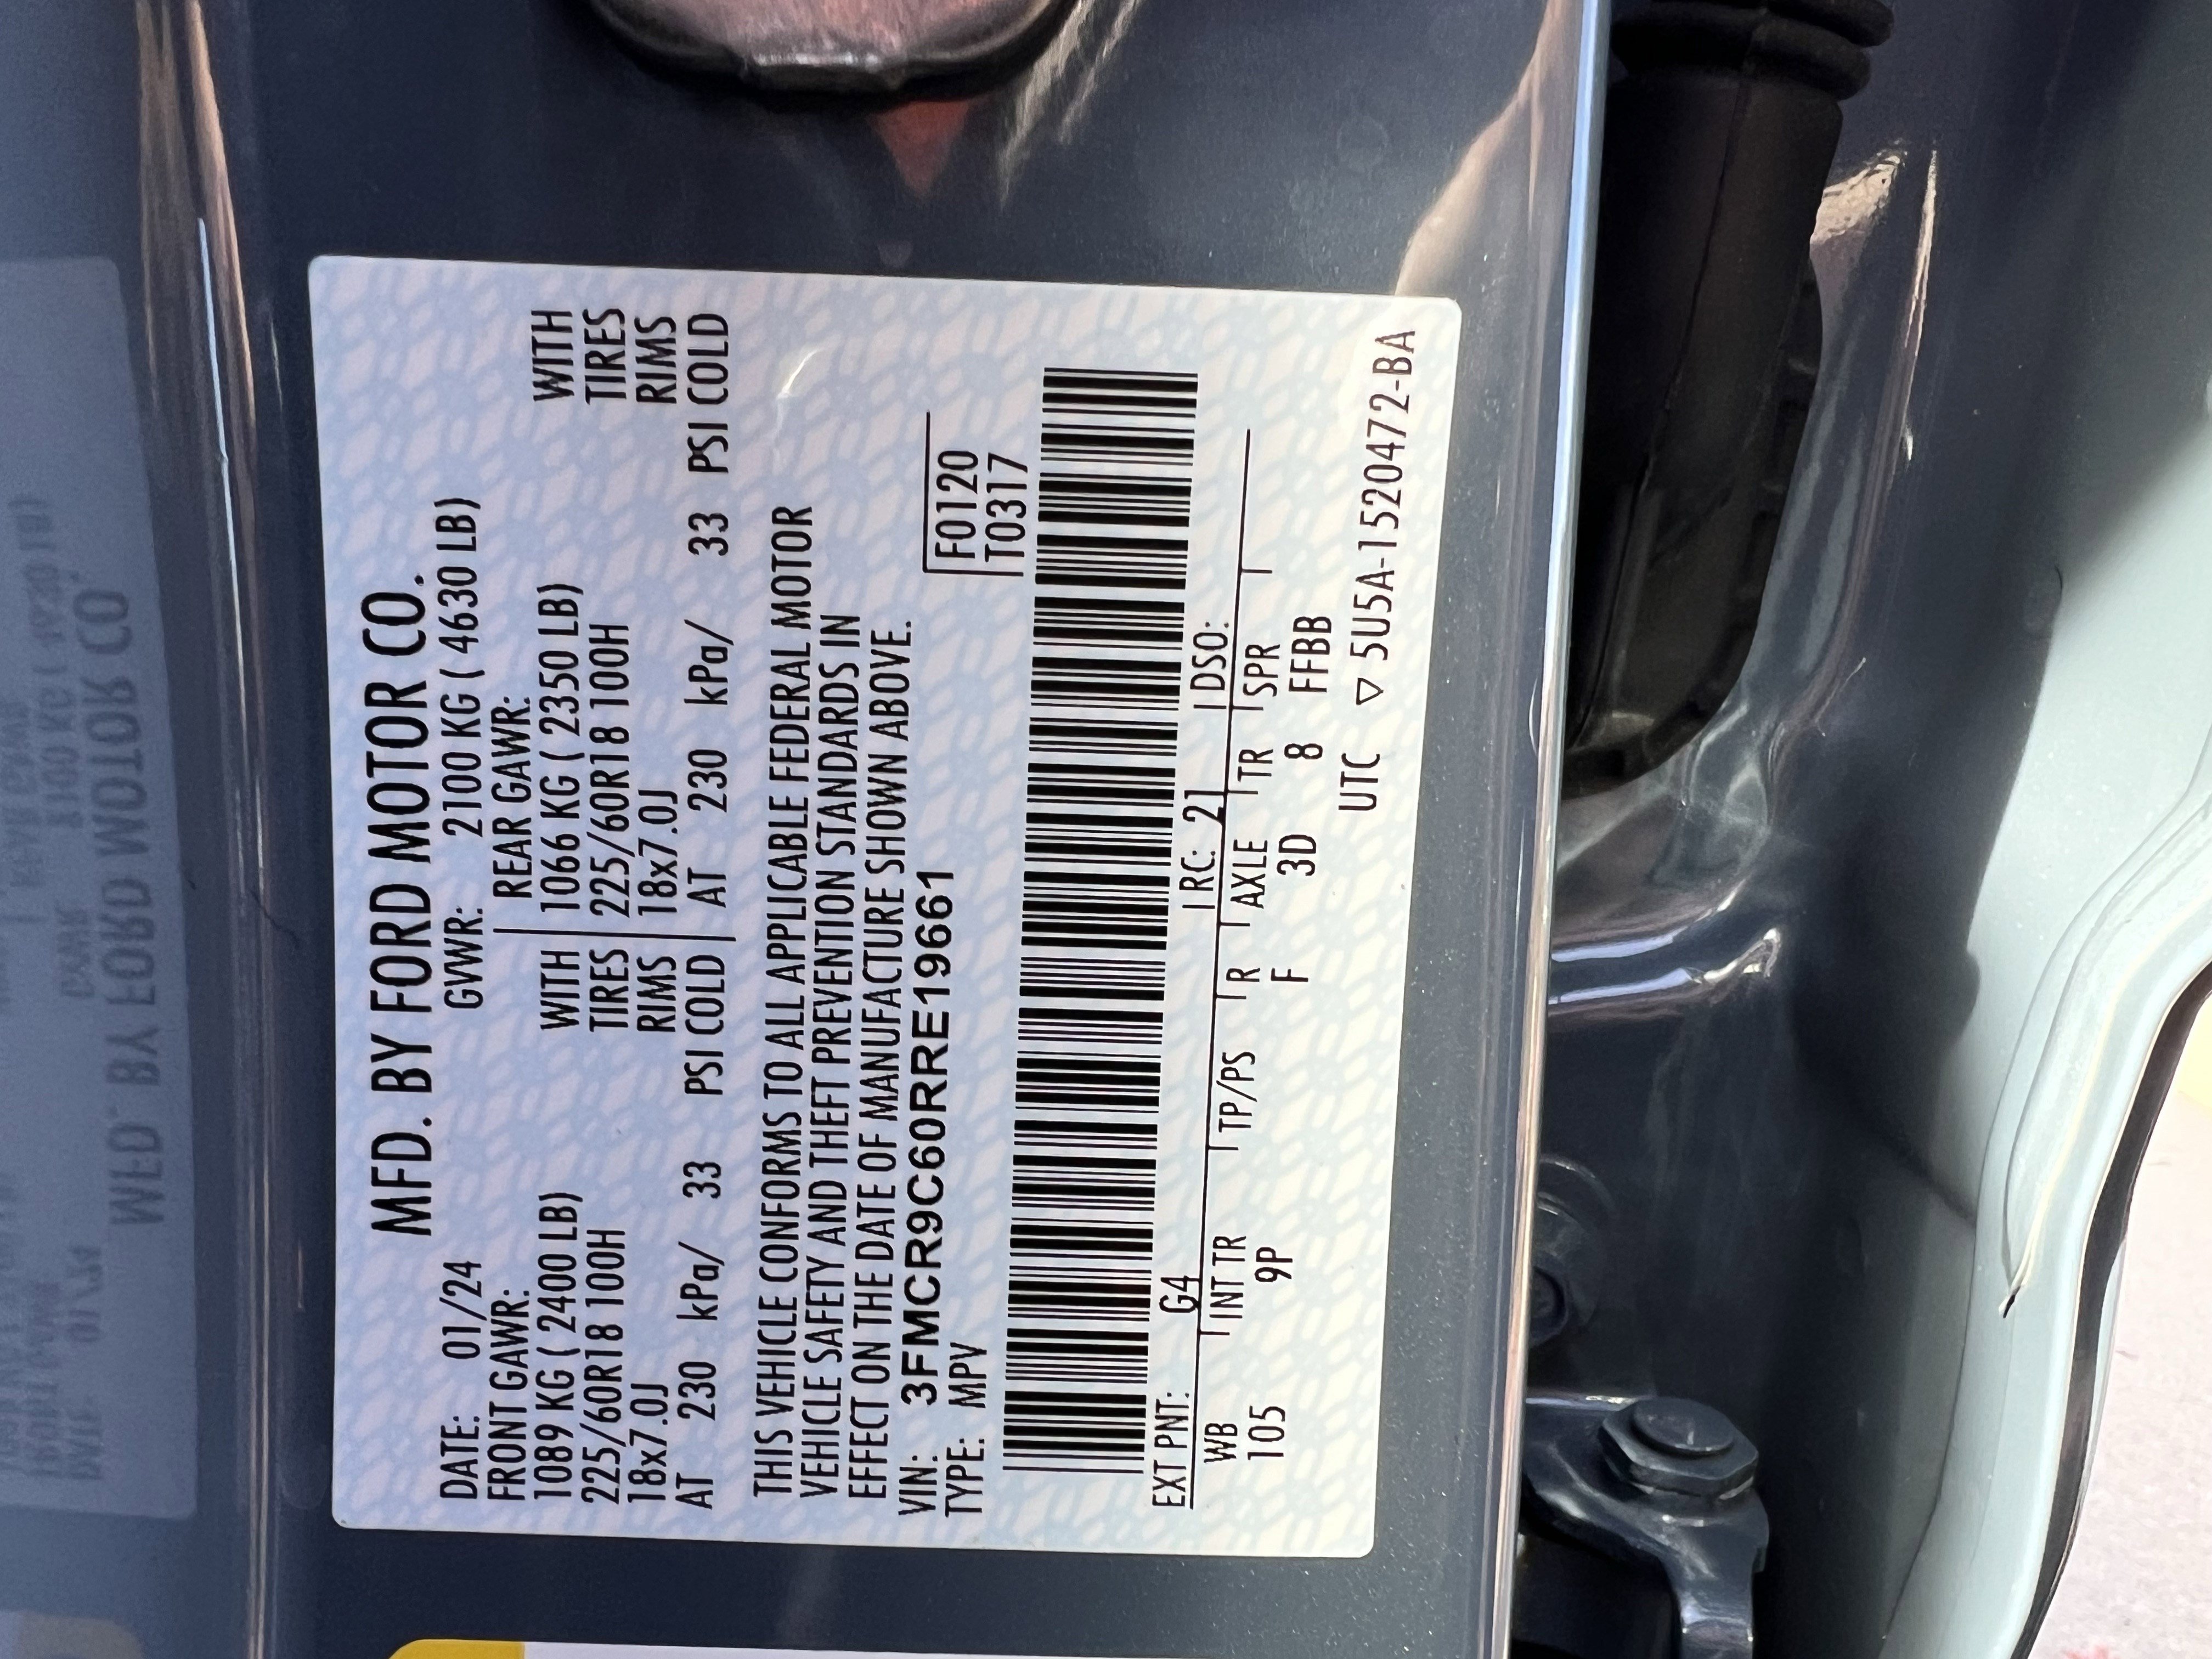 MFD. BY FORD MOTOR CO.
DATE: 01/24 GVWR: 2100 KG ( 4630 LB)
FRONT GAWR: REAR GAWR:
1089 KG ( 2400 LB) WITH 1066 KG ( 2350 LB) WITH
225/60R18 100H TIRES 225/60R18 100H TIRES
18x7.0J RIMS 18x7.0J RIMS
AT 230 kPa/ 33 PSI COLD AT 230 kPa/ 33 PSI COLD
THIS VEHICLE CONFORMS TO ALL APPLICABLE FEDERAL MOTOR
VEHICLE SAFETY AND THEFT PREVENTION STANDARDS IN
EFFECT ON THE DATE OF MANUFACTURE SHOWN ABOVE.
VIN: 3FMCR9C60RRE19661 F0120
TYPE: MPV T0317
EXT PNT: G4 RC: 21 DSO:
WB INT TR TP/PS R AXLE TR SPR
105 9P F 3D 8 FFBB
UTC ▽ 5U5A-1520472-BA